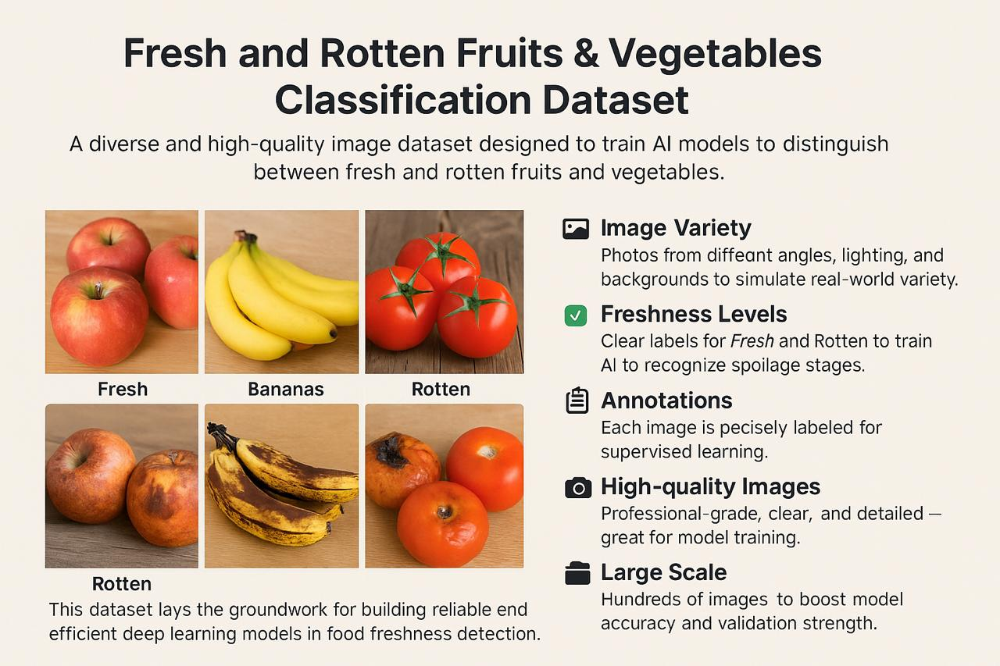 Fresh and Rotten Fruits & Vegetables
Classification Dataset
A diverse and high-quality image dataset designed to train AI models to distinguish
between fresh and rotten fruits and vegetables.
Fresh
Bananas
Rotten
Rotten
This dataset lays the groundwork for building reliable end
efficient deep learning models in food freshness detection.
Image Variety
Photos from diffeant angles, lighting, and
backgrounds to simulate real-world variety.
Freshness Levels
Clear labels for Fresh and Rotten to train
AI to recognize spoilage stages.
Annotations
Each image is pecisely labeled for
supervised learning.
High-quality Images
Professional-grade, clear, and detailed —
great for model training.
Large Scale
Hundreds of images to boost model
accuracy and validation strength.